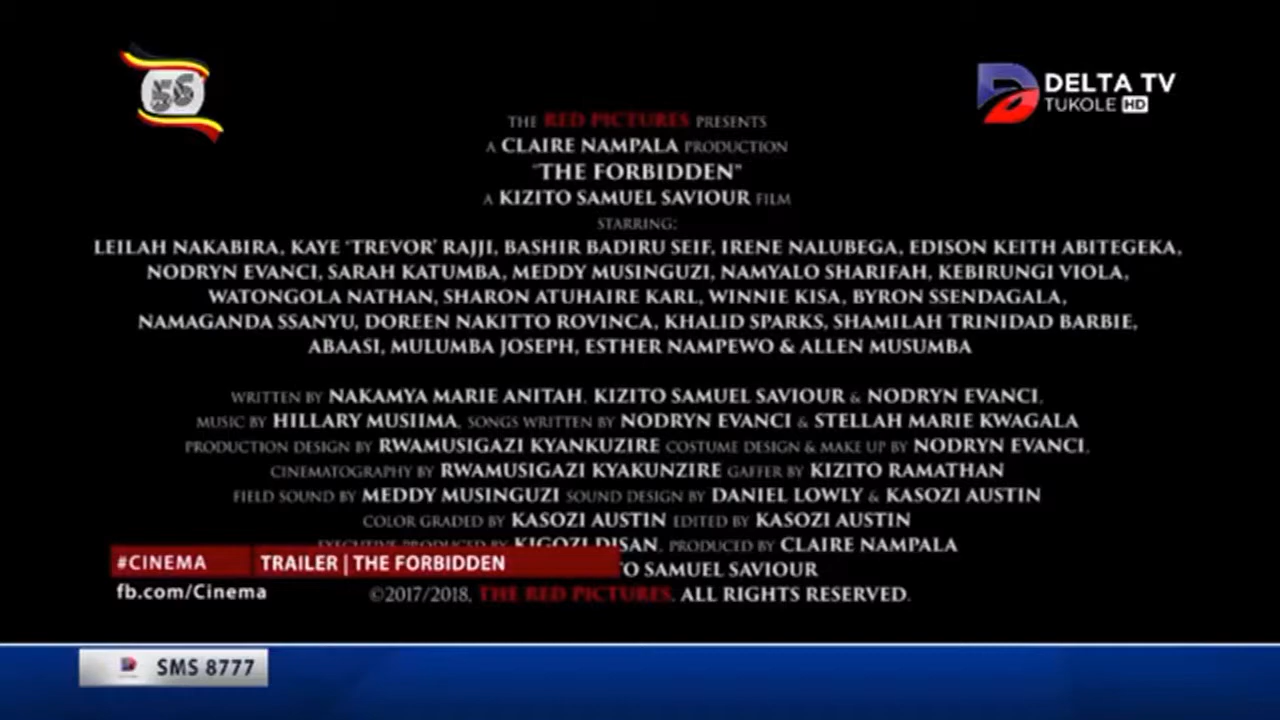 56
DELTA TV
TUKOLE HD
THE RED PICTURES PRESENTS
A CLAIRE NAMPALA PRODUCTION
"THE FORBIDDEN"
A KIZITO SAMUEL SAVIOUR FILM
STARRING:
LEILAH NAKABIRA, KAYE 'TREVOR' RAJJI, BASHIR BADIRU SEIF, IRENE NALUBEGA, EDISON KEITH ABITEGEKA,
NODRYN EVANCI, SARAH KATUMBA, MEDDY MUSINGUZI, NAMYALO SHARIFAH, KEBIRUNGI VIOLA,
WATONGOLA NATHAN, SHARON ATUHAIRE KARL, WINNIE KISA, BYRON SSENDAGALA,
NAMAGANDA SSANYU, DOREEN NAKITTO ROVINCA, KHALID SPARKS, SHAMILAH TRINIDAD BARBIE,
ABAASI, MULUMBA JOSEPH, ESTHER NAMPEWO & ALLEN MUSUMBA
WRITTEN BY NAKAMYA MARIE ANITAH, KIZITO SAMUEL SAVIOUR & NODRYN EVANCI,
MUSIC BY HILLARY MUSIIMA, SONGS WRITTEN BY NODRYN EVANCI & STELLAH MARIE KWAGALA
PRODUCTION DESIGN BY RWAMUSIGAZI KYANKUZIRE COSTUME DESIGN & MAKE UP BY NODRYN EVANCI,
CINEMATOGRAPHY BY RWAMUSIGAZI KYAKUNZIRE GAFFER BY KIZITO RAMATHAN
FIELD SOUND BY MEDDY MUSINGUZI SOUND DESIGN BY DANIEL LOWLY & KASOZI AUSTIN
COLOR GRADED BY KASOZI AUSTIN EDITED BY KASOZI AUSTIN
EXECUTIVE PRODUCED BY KIGOZI DISAN, PRODUCED BY CLAIRE NAMPALA
TO SAMUEL SAVIOUR
©2017/2018, THE RED PICTURES. ALL RIGHTS RESERVED.
#CINEMA TRAILER | THE FORBIDDEN
fb.com/Cinema
SMS 8777